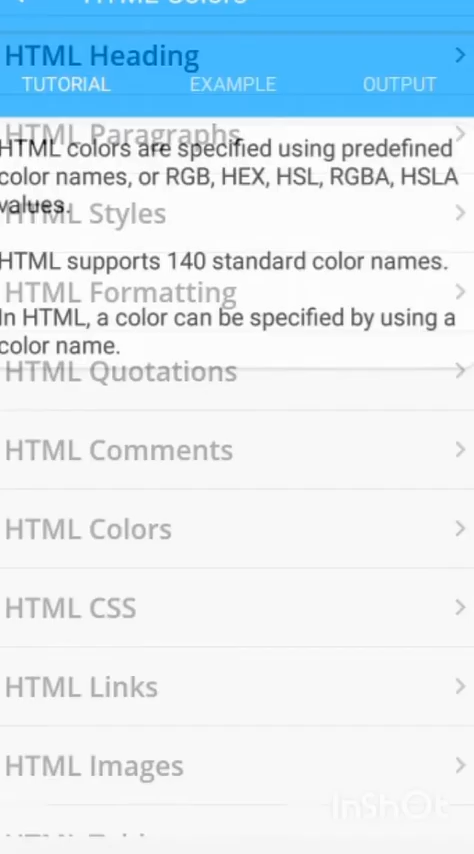 HTML Colors
HTML Heading
TUTORIAL EXAMPLE OUTPUT
HTML Paragraphs
HTML colors are specified using predefined
color names, or RGB, HEX, HSL, RGBA, HSLA
values.
HTML Styles
HTML supports 140 standard color names.
HTML Formatting
In HTML, a color can be specified by using a
color name.
HTML Quotations
HTML Comments
HTML Colors
HTML CSS
HTML Links
HTML Images
InShOt